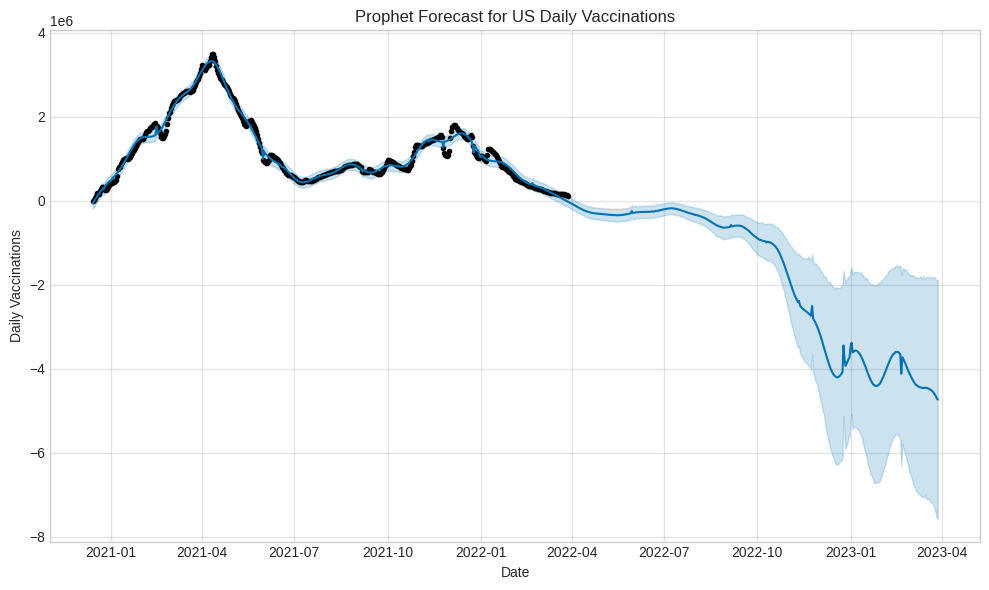 Prophet Forecast for US Daily Vaccinations
1e6
4
2
0
−2
−4
−6
−8
Daily Vaccinations
2021-01 2021-04 2021-07 2021-10 2022-01 2022-04 2022-07 2022-10 2023-01 2023-04
Date